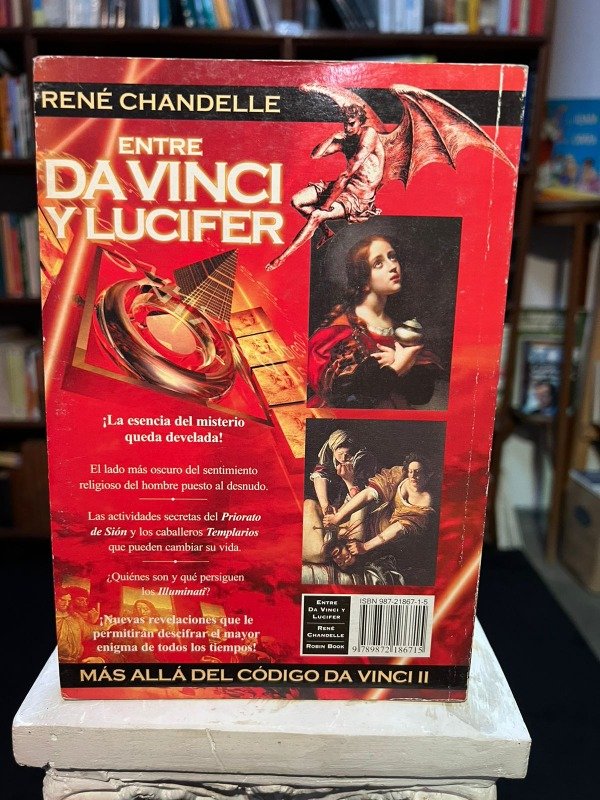 RENÉ CHANDELLE
ENTRE
DA VINCI
Y LUCIFER
¡La esencia del misterio
queda develada!
El lado más oscuro del sentimiento
religioso del hombre puesto al desnudo.
Las actividades secretas del Priorato
de Sión y los caballeros Templarios
que pueden cambiar su vida.
¿Quiénes son y qué persiguen
los Illuminati?
¡Nuevas revelaciones que le
permitirán descifrar el mayor
enigma de todos los tiempos!
ENTRE
DA VINCI Y
LUCIFER
RENÉ
CHANDELLE
ROBIN BOOK
ISBN 987-21867-1-5
9789872186715
MÁS ALLÁ DEL CÓDIGO DA VINCI II